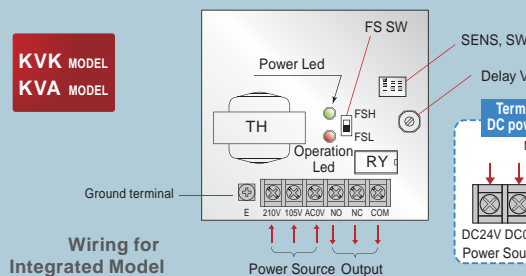 FS SW
SENS, SW
KVK MODEL
KVA MODEL
Power Led
Delay
FSH
FSL
TH
Operation
Led
RY
DC
Ground terminal
E 210V 105V AC0V NO NC COM
DC24V
Power
Wiring for
Integrated Model
Power Source Output